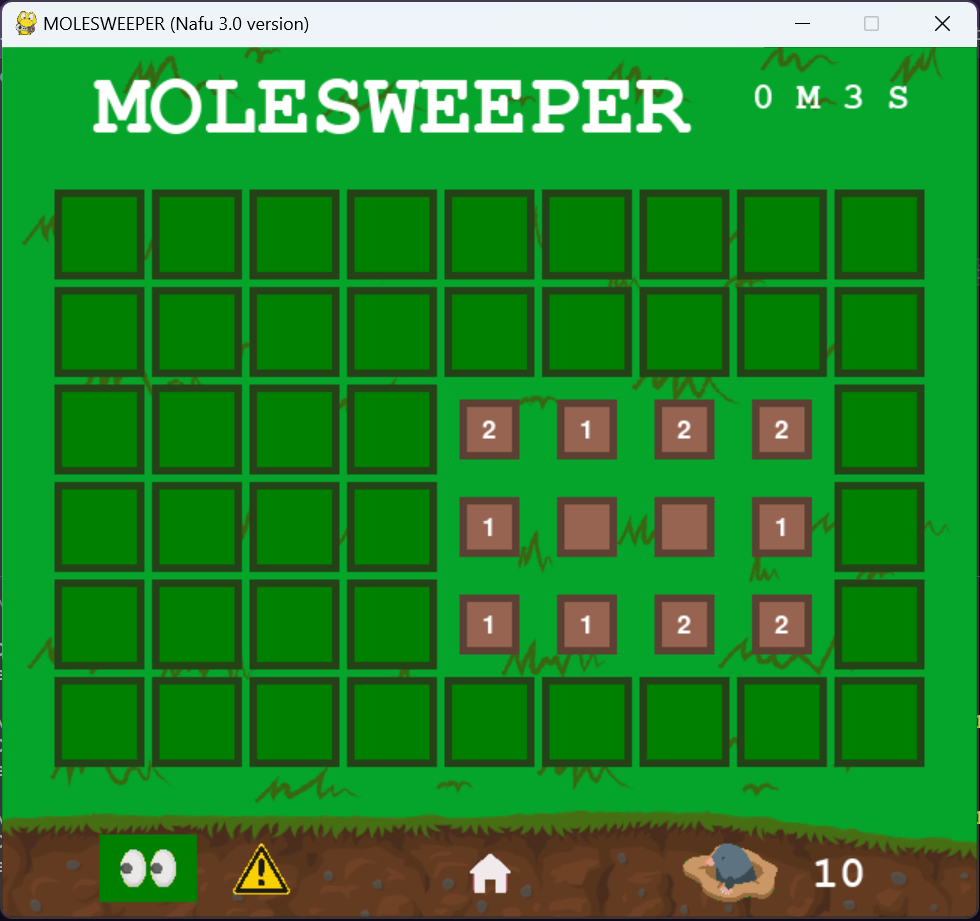 MOLESWEEPER (Nafu 3.0 version)
MOLESWEEPER
0 M 3 S
2 1 2 2
1 1
1 1 2 2
10